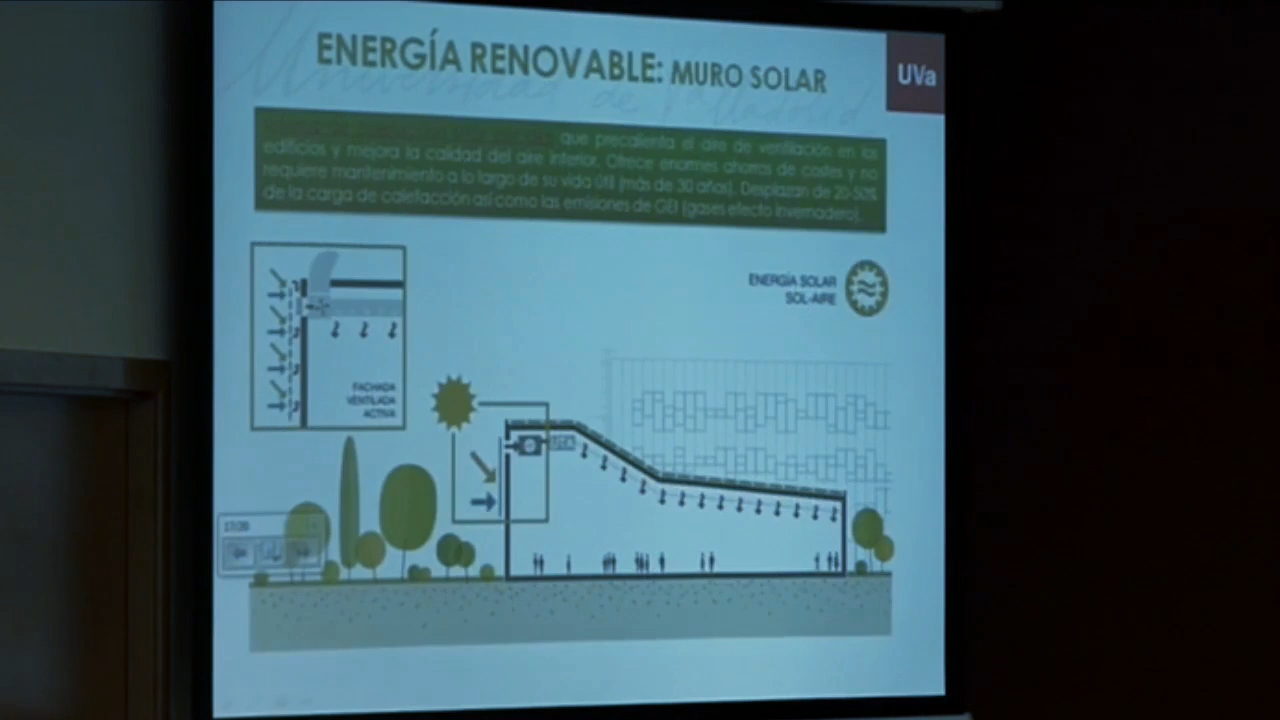 ENERGÍA RENOVABLE: MURO SOLAR
UVa
Universidad de Valladolid
que precalienta el aire de ventilación en los
edificios y mejora la calidad del aire interior. Ofrece enormes ahorros de costes y no
requiere mantenimiento a lo largo de su vida útil (más de 30 años). Desplazan de 20-50%
de la carga de calefacción así como las emisiones de GEI (gases efecto invernadero).
ENERGÍA SOLAR
SOL-AIRE
FACHADA
VENTILADA
ACTIVA